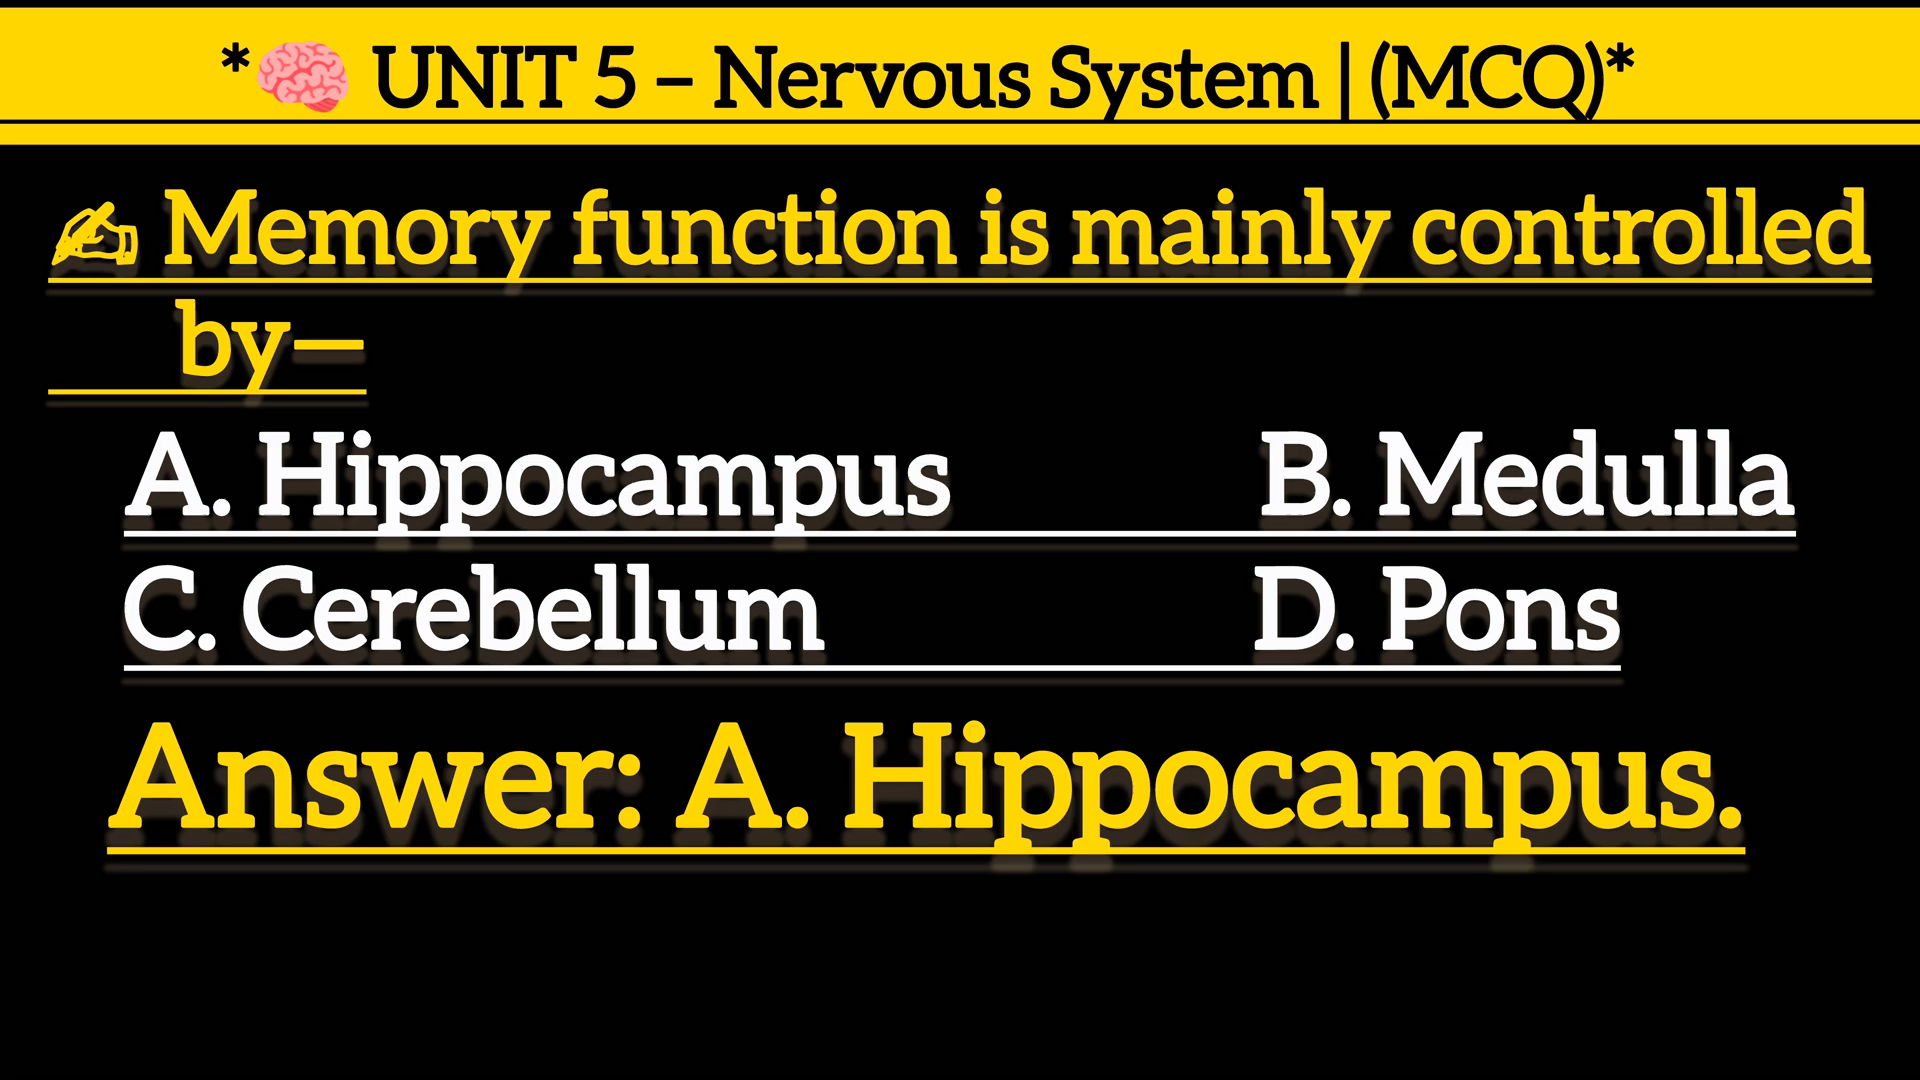 *🧠 UNIT 5 – Nervous System | (MCQ)*
✍ Memory function is mainly controlled
by—
A. Hippocampus B. Medulla
C. Cerebellum D. Pons
Answer: A. Hippocampus.